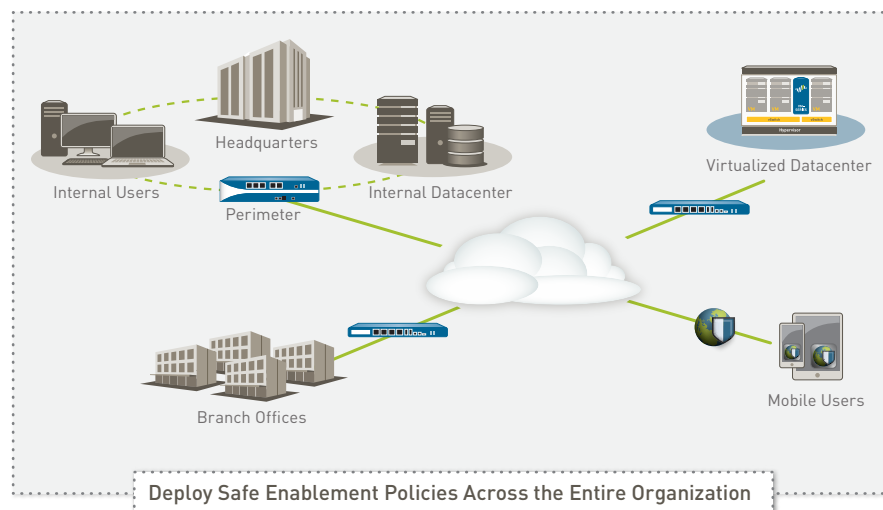 Headquarters
Internal Users
Internal Datacenter
Perimeter
Virtualized Datacenter
Hypervisor
Branch Offices
Mobile Users
Deploy Safe Enablement Policies Across the Entire Organization